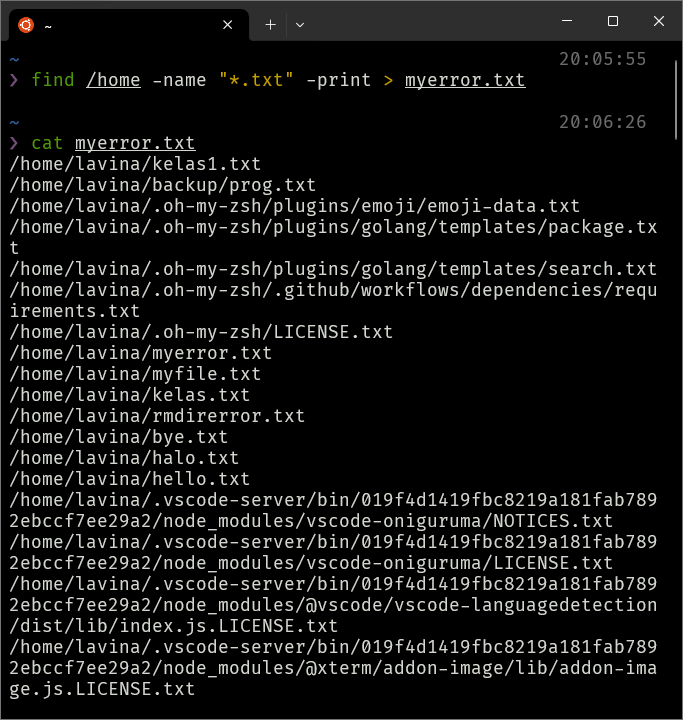 ~
~ 20:05:55
❯ find /home -name "*.txt" -print > myerror.txt
~ 20:06:26
❯ cat myerror.txt
/home/lavina/kelas1.txt
/home/lavina/backup/prog.txt
/home/lavina/.oh-my-zsh/plugins/emoji/emoji-data.txt
/home/lavina/.oh-my-zsh/plugins/golang/templates/package.tx
t
/home/lavina/.oh-my-zsh/plugins/golang/templates/search.txt
/home/lavina/.oh-my-zsh/.github/workflows/dependencies/requ
irements.txt
/home/lavina/.oh-my-zsh/LICENSE.txt
/home/lavina/myerror.txt
/home/lavina/myfile.txt
/home/lavina/kelas.txt
/home/lavina/rmdirerror.txt
/home/lavina/bye.txt
/home/lavina/halo.txt
/home/lavina/hello.txt
/home/lavina/.vscode-server/bin/019f4d1419fbc8219a181fab789
2ebccf7ee29a2/node_modules/vscode-oniguruma/NOTICES.txt
/home/lavina/.vscode-server/bin/019f4d1419fbc8219a181fab789
2ebccf7ee29a2/node_modules/vscode-oniguruma/LICENSE.txt
/home/lavina/.vscode-server/bin/019f4d1419fbc8219a181fab789
2ebccf7ee29a2/node_modules/@vscode/vscode-languagedetection
/dist/lib/index.js.LICENSE.txt
/home/lavina/.vscode-server/bin/019f4d1419fbc8219a181fab789
2ebccf7ee29a2/node_modules/@xterm/addon-image/lib/addon-ima
ge.js.LICENSE.txt